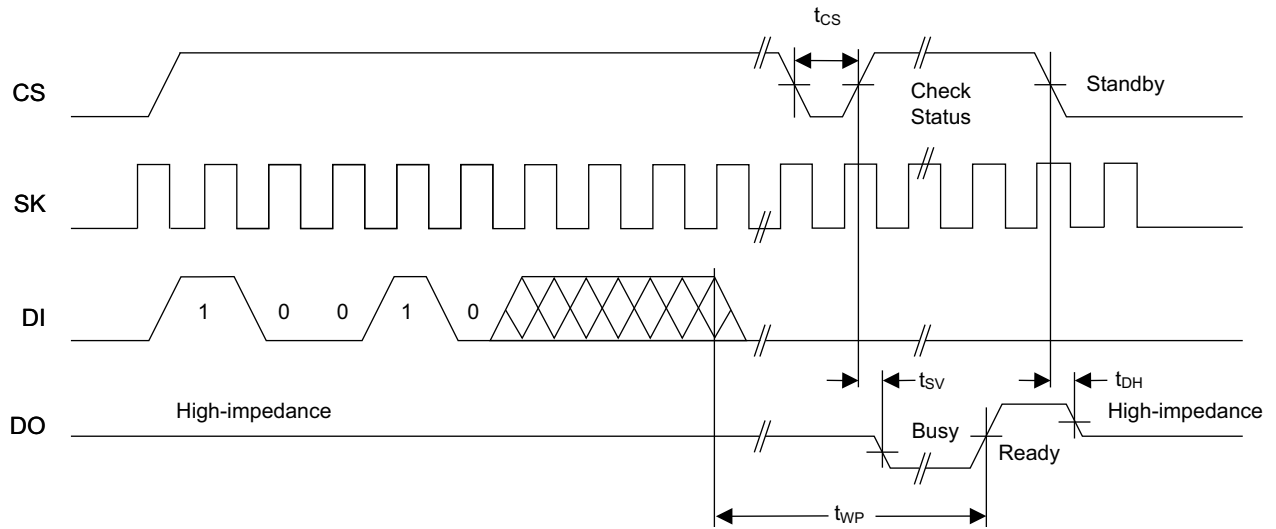 tCS
CS
Check
Status
Standby
SK
DI
1 0 0 1 0
tSV
tDH
DO
High-impedance
Busy
Ready
High-impedance
tWP